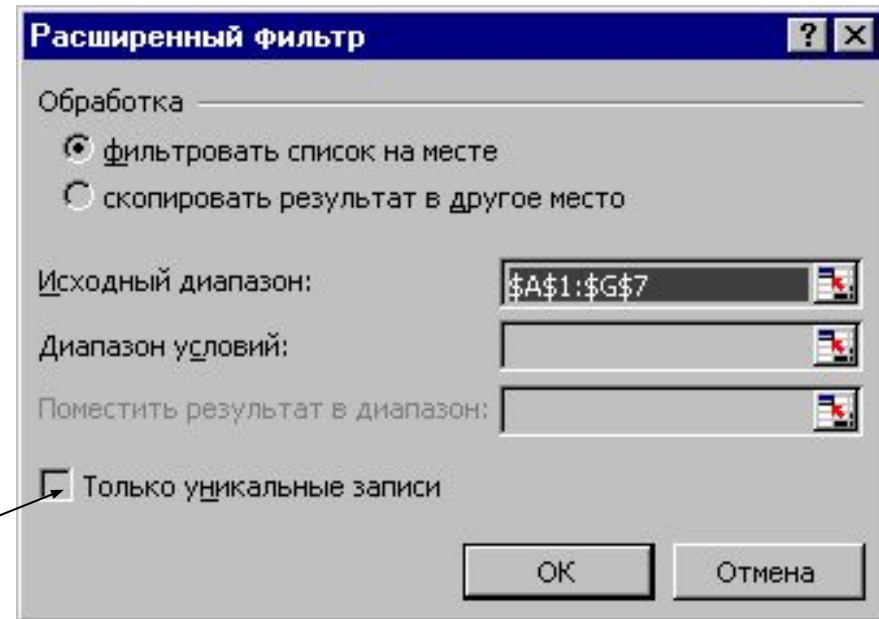 Расширенный фильтр
Обработка
фильтровать список на месте
скопировать результат в другое место
Исходный диапазон: $A$1:$G$7
Диапазон условий:
Поместить результат в диапазон:
Только уникальные записи
ОК Отмена